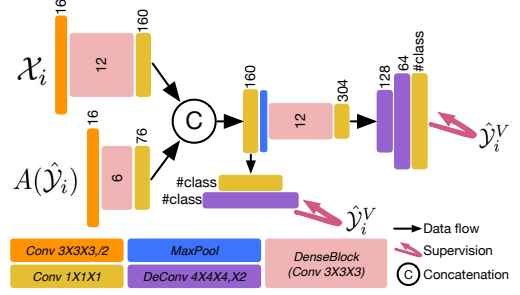 16
160
𝒳ᵢ
12
16
76
A(𝒴̂ᵢ)
6
C
160
12
304
128
64
#class
𝒴̂ᵢⱽ
#class
#class
𝒴̂ᵢⱽ
Conv 3X3X3,/2
MaxPool
DenseBlock
(Conv 3X3X3)
Conv 1X1X1
DeConv 4X4X4,X2
Data flow
Supervision
C Concatenation